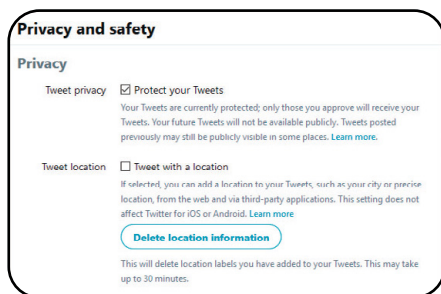 Privacy and safety
Privacy
Tweet privacy Protect your Tweets
Your Tweets are currently protected; only those you approve will receive your
Tweets. Your future Tweets will not be available publicly. Tweets posted
previously may still be publicly visible in some places. Learn more.
Tweet location Tweet with a location
If selected, you can add a location to your Tweets, such as your city or precise
location, from the web and via third-party applications. This setting does not
affect Twitter for iOS or Android. Learn more
Delete location information
This will delete location labels you have added to your Tweets. This may take
up to 30 minutes.